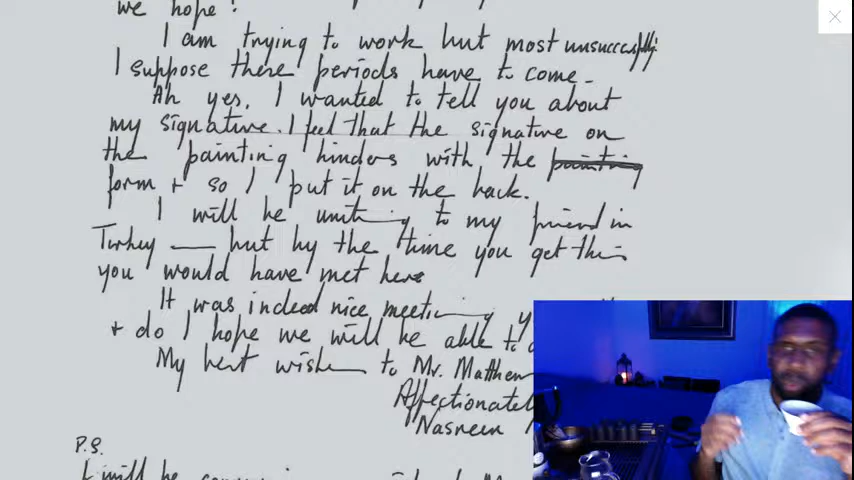 we hope!
I am trying to work but most unsuccessfully.
I suppose these periods have to come –
Ah yes, I wanted to tell you about
my signature. I feel that the signature on
the painting hinders with the painting
form + so I put it on the back.
I will be writing to my friend in
Turkey — but by the time you get this
you would have met her
It was indeed nice meeting
+ do I hope we will be able to
My best wishes to Mr. Matthew
Affectionately
Nasreen
P.S.
I will be